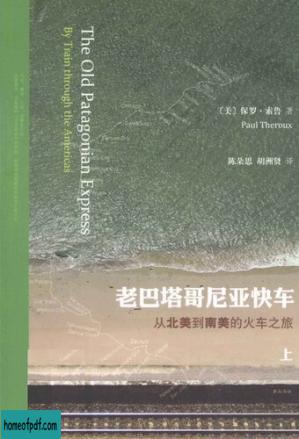 The Old Patagonian Express
By Train through the Americas
〔美〕保罗·索鲁 著
Paul Theroux
陈朵思 胡洲贤 译
老巴塔哥尼亚快车
从北美到南美的火车之旅
上
homeofpdf.com